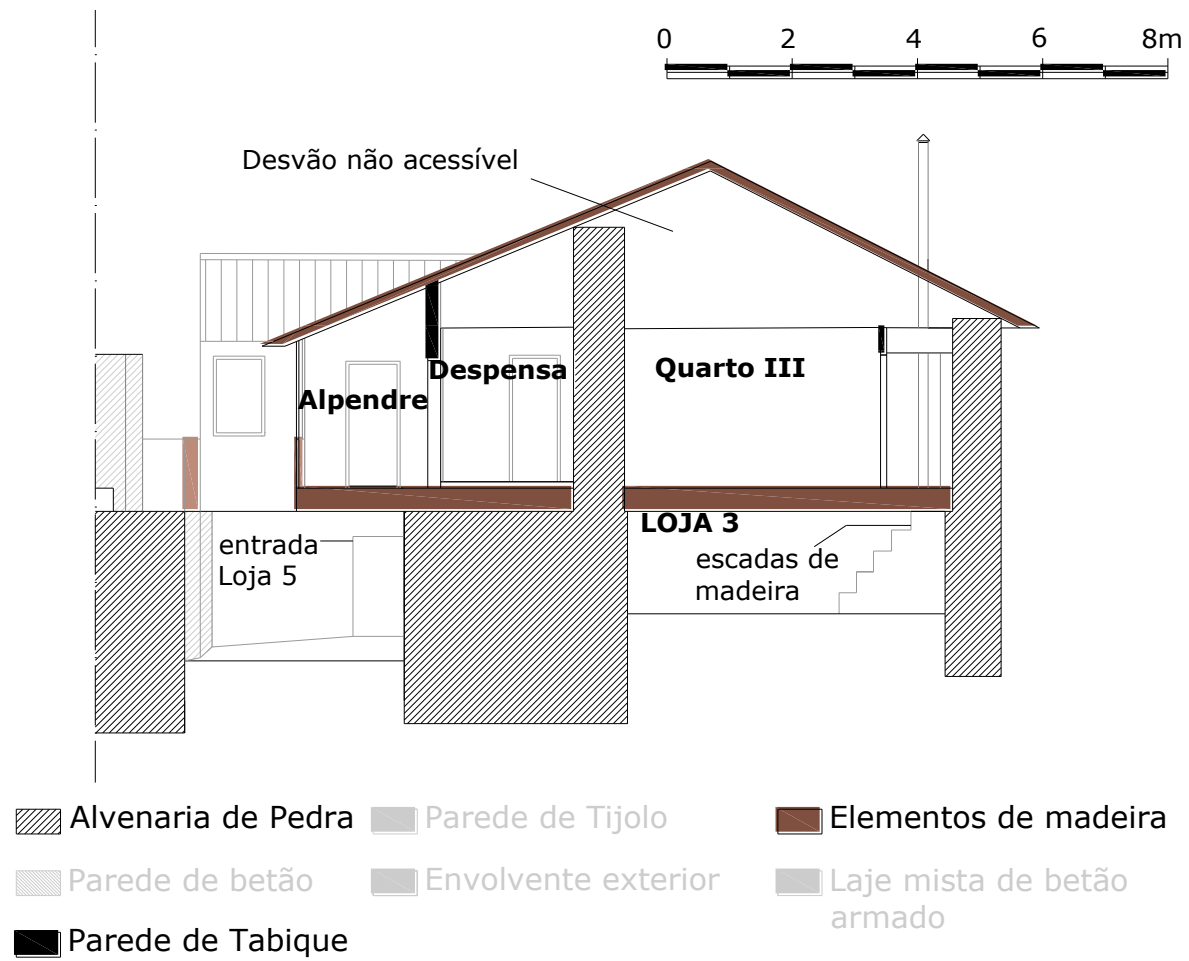 0 2 4 6 8m
Desvão não acessível
Despensa
Quarto III
Alpendre
LOJA 3
entrada
Loja 5
escadas de
madeira
Alvenaria de Pedra
Parede de Tijolo
Elementos de madeira
Parede de betão
Envolvente exterior
Laje mista de betão
armado
Parede de Tabique